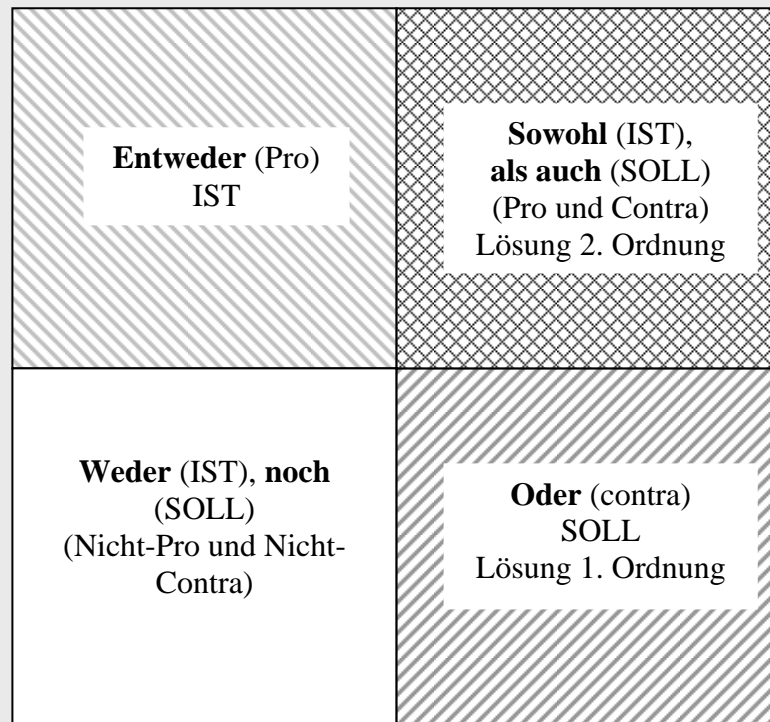 Entweder (Pro)
IST
Sowohl (IST),
als auch (SOLL)
(Pro und Contra)
Lösung 2. Ordnung
Weder (IST), noch
(SOLL)
(Nicht-Pro und Nicht-
Contra)
Oder (contra)
SOLL
Lösung 1. Ordnung